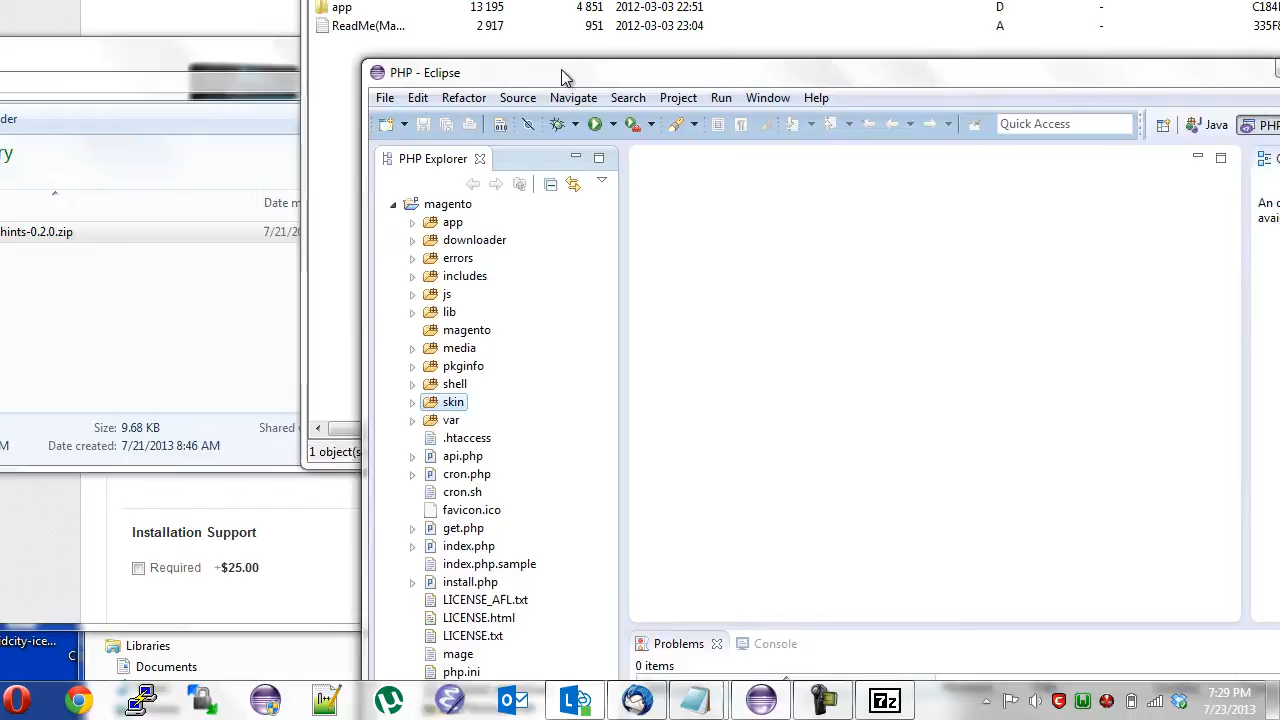 app 13 195 4 851 2012-03-03 22:51 D - C184
ReadMe(Ma... 2 917 951 2012-03-03 23:04 A - 335F
PHP - Eclipse
File Edit Refactor Source Navigate Search Project Run Window Help
Quick Access
Java
PHP
der
ry
Date m
hints-0.2.0.zip 7/21/20
Size: 9.68 KB Shared
M Date created: 7/21/2013 8:46 AM
PHP Explorer
magento
app
downloader
errors
includes
js
lib
magento
media
pkginfo
shell
skin
var
.htaccess
api.php
cron.php
cron.sh
favicon.ico
get.php
index.php
index.php.sample
install.php
LICENSE_AFL.txt
LICENSE.html
LICENSE.txt
mage
php.ini
An o
avai
1 object(s
Installation Support
Required +$25.00
Problems Console
0 items
idcity-ice...
Libraries
Documents
7z
7:29 PM
7/23/2013